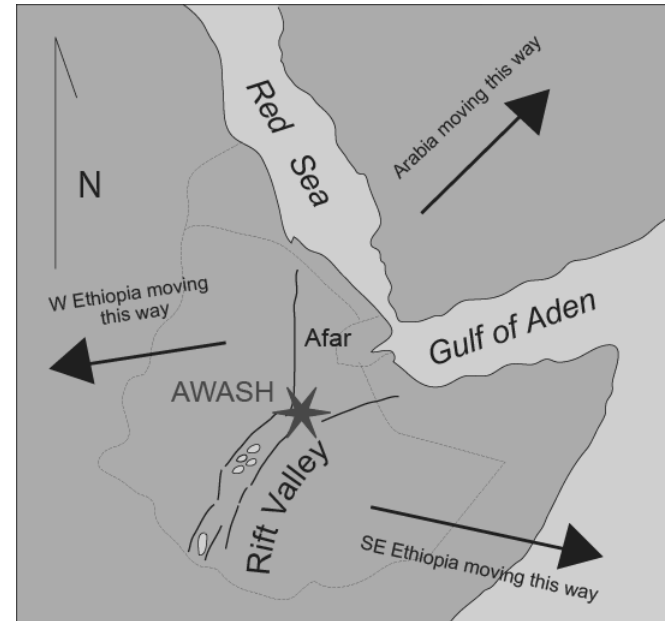 Red Sea
Arabia moving this way
N
W Ethiopia moving
this way
Afar
Gulf of Aden
AWASH
Rift Valley
SE Ethiopia moving this way